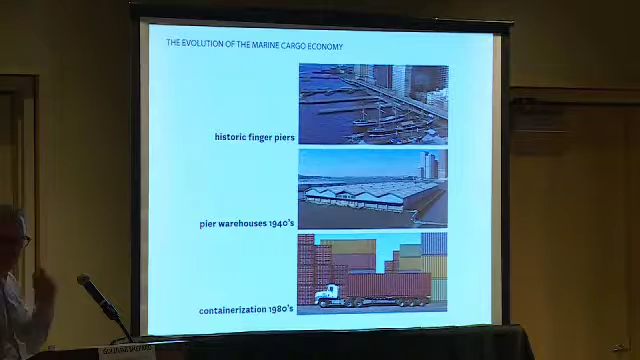 THE EVOLUTION OF THE MARINE CARGO ECONOMY
historic finger piers
pier warehouses 1940's
containerization 1980's